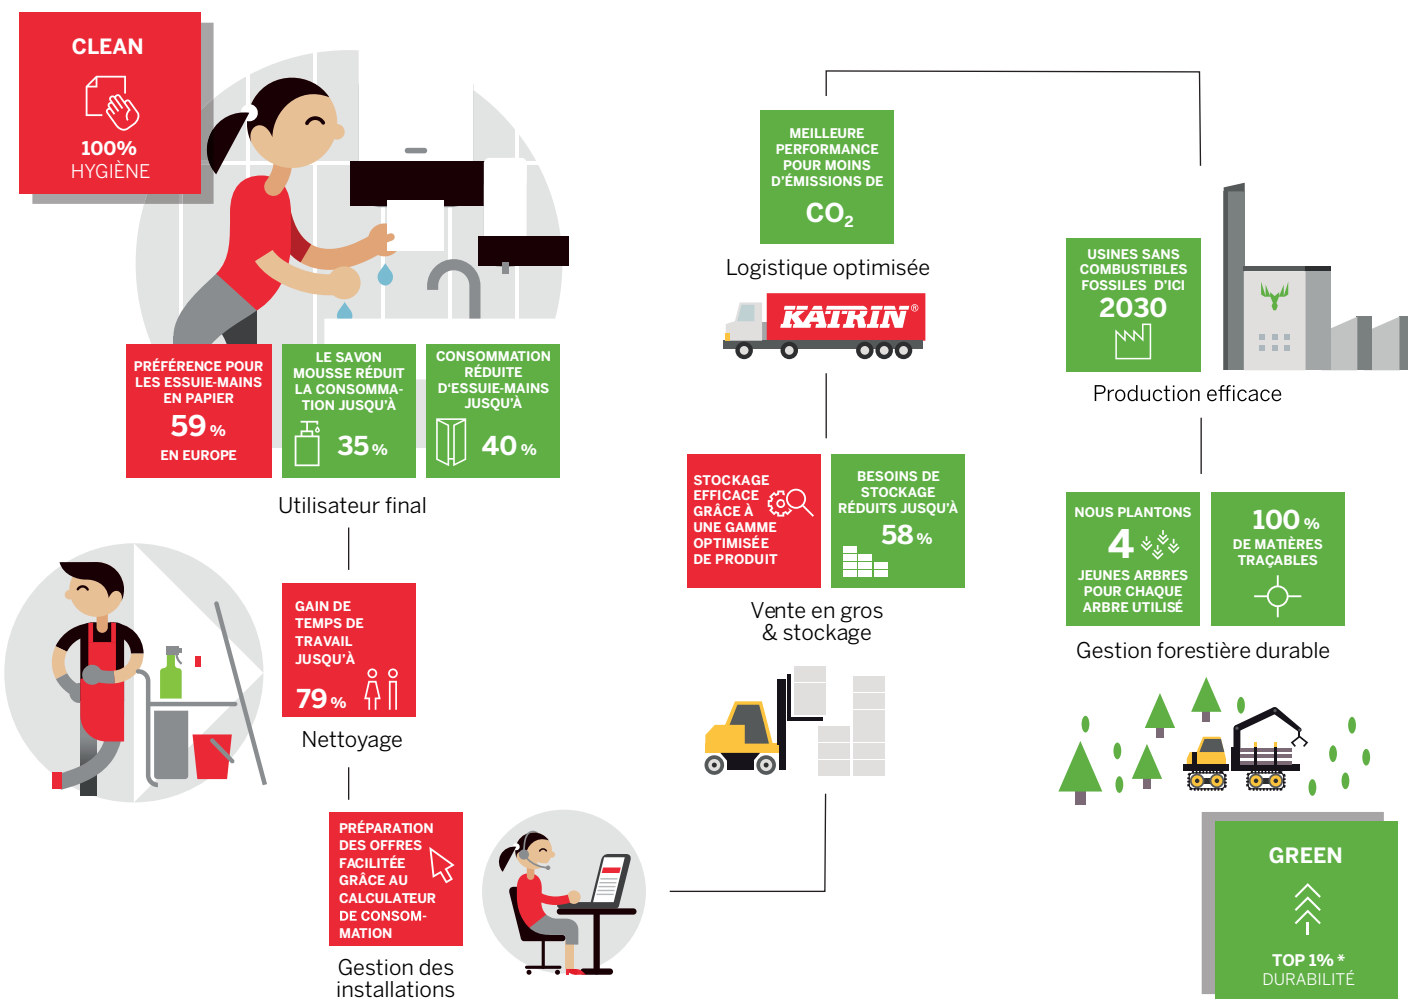 CLEAN
100%
HYGIÈNE
PRÉFÉRENCE POUR
LES ESSUIE-MAINS
EN PAPIER
59 %
EN EUROPE
LE SAVON
MOUSSE RÉDUIT
LA CONSOMMA-
TION JUSQU'À
35 %
CONSOMMATION
RÉDUITE
D'ESSUIE-MAINS
JUSQU'À
40 %
Utilisateur final
GAIN DE
TEMPS DE
TRAVAIL
JUSQU'À
79 %
Nettoyage
PRÉPARATION
DES OFFRES
FACILITÉE
GRÂCE AU
CALCULATEUR
DE CONSOM-
MATION
Gestion des
installations
MEILLEURE
PERFORMANCE
POUR MOINS
D'ÉMISSIONS DE
CO₂
Logistique optimisée
KATRIN®
STOCKAGE
EFFICACE
GRÂCE À
UNE GAMME
OPTIMISÉE
DE PRODUIT
BESOINS DE
STOCKAGE
RÉDUITS JUSQU'À
58 %
Vente en gros
& stockage
USINES SANS
COMBUSTIBLES
FOSSILES D'ICI
2030
Production efficace
NOUS PLANTONS
4
JEUNES ARBRES
POUR CHAQUE
ARBRE UTILISÉ
100 %
DE MATIÈRES
TRAÇABLES
Gestion forestière durable
GREEN
TOP 1% *
DURABILITÉ